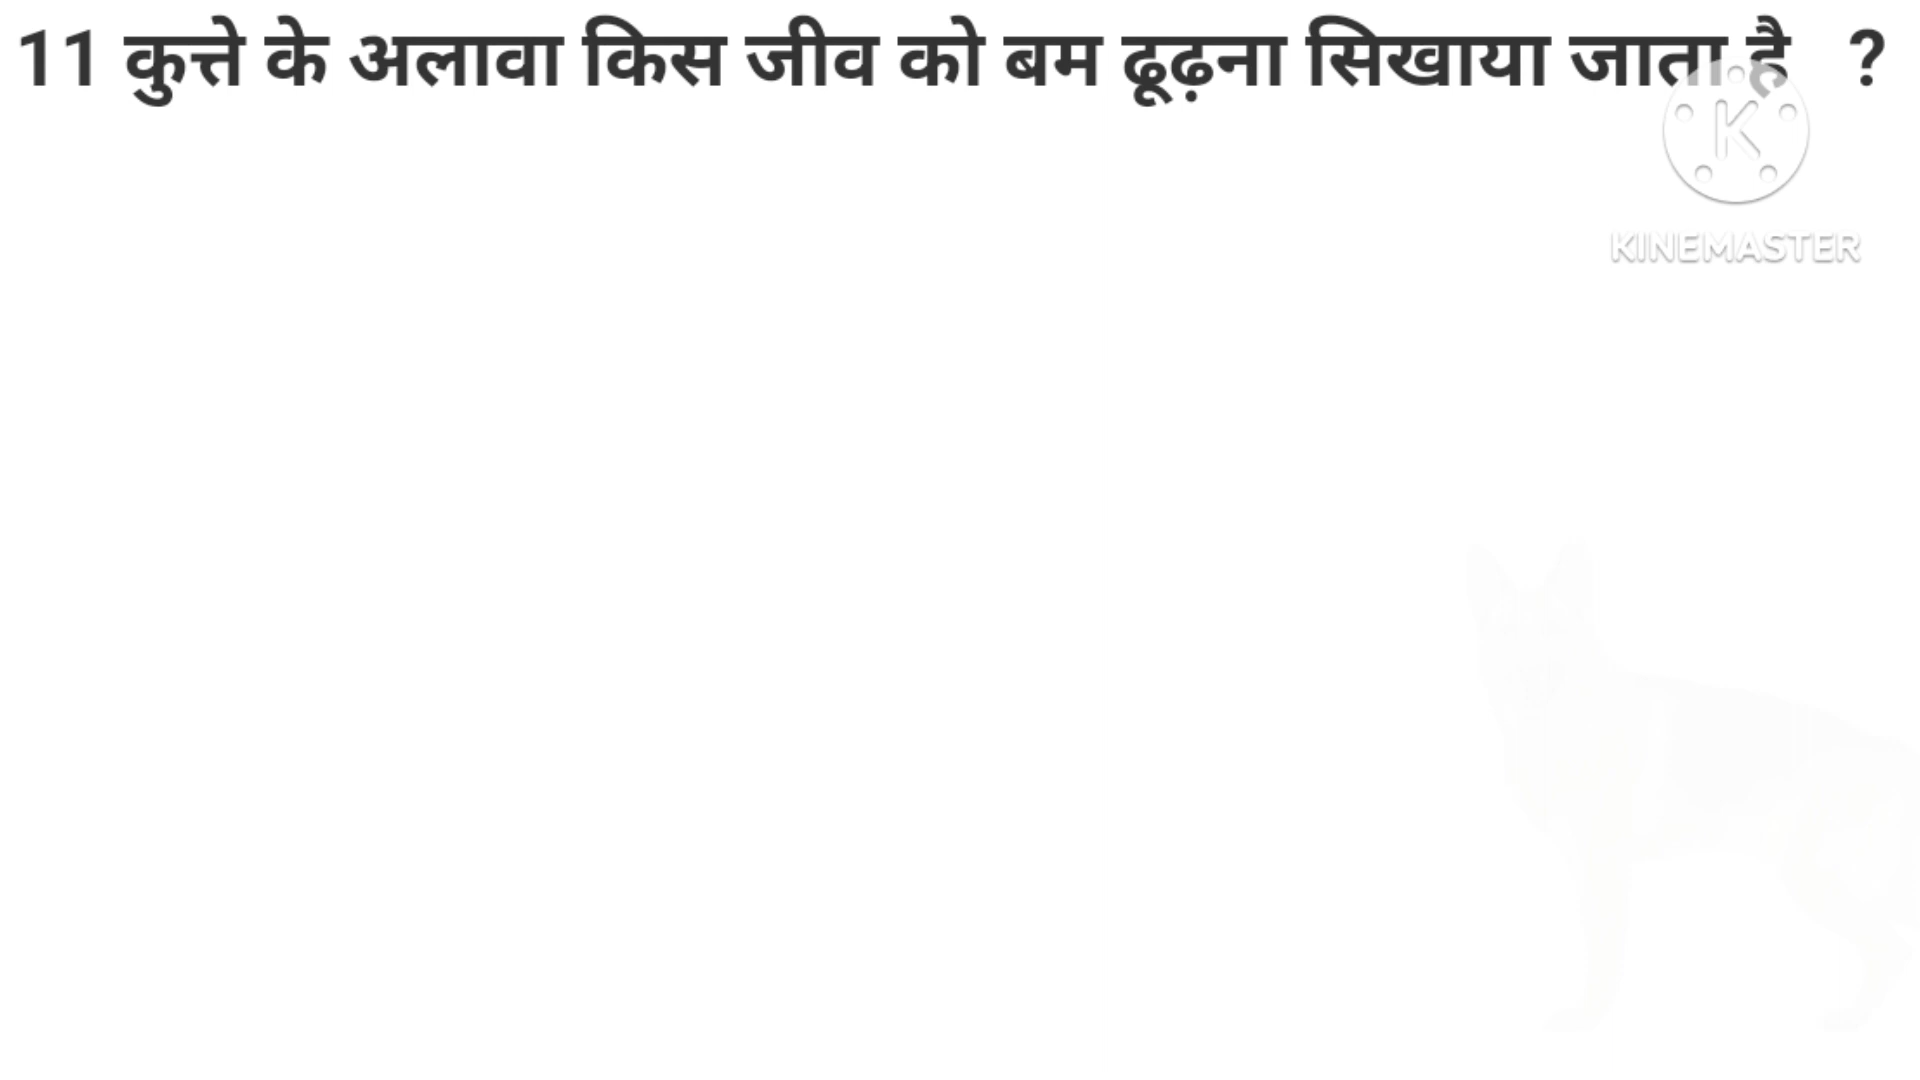 11 कुत्ते के अलावा किस जीव को बम ढूढ़ना सिखाया जाता है ?
K
KINEMASTER